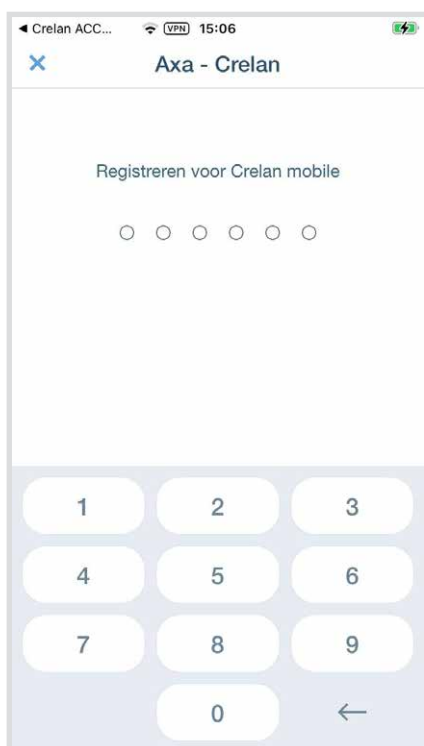 ◀ Crelan ACC... VPN 15:06
× Axa - Crelan
Registreren voor Crelan mobile
1 2 3
4 5 6
7 8 9
0 ←